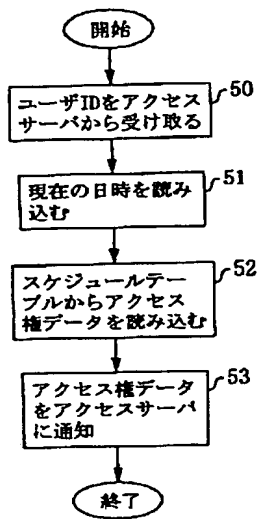 開始
50
ユーザIDをアクセス
サーバから受け取る
51
現在の日時を読み
込む
52
スケジュールテー
ブルからアクセス
権データを読み込む
53
アクセス権データ
をアクセスサーバ
に通知
終了